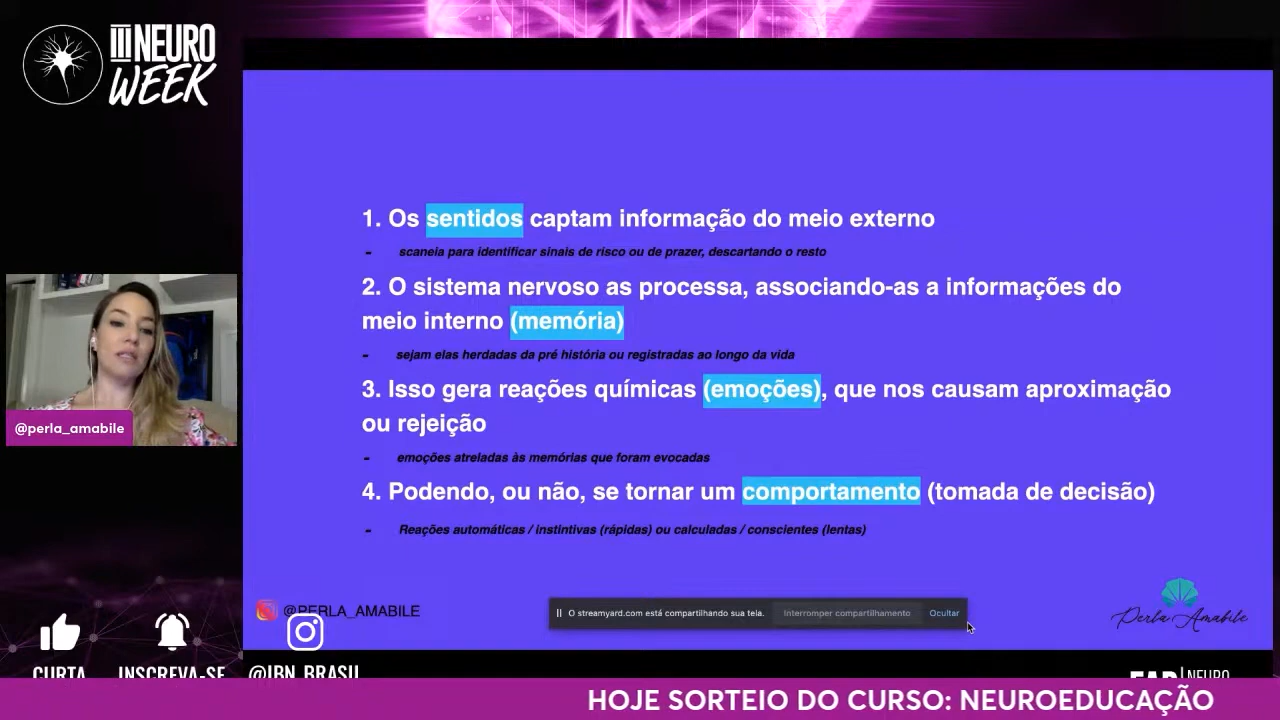 III NEURO
WEEK
1. Os sentidos captam informação do meio externo
- scaneia para identificar sinais de risco ou de prazer, descartando o resto
2. O sistema nervoso as processa, associando-as a informações do
meio interno (memória)
- sejam elas herdadas da pré história ou registradas ao longo da vida
3. Isso gera reações químicas (emoções), que nos causam aproximação
ou rejeição
- emoções atreladas às memórias que foram evocadas
4. Podendo, ou não, se tornar um comportamento (tomada de decisão)
- Reações automáticas / instintivas (rápidas) ou calculadas / conscientes (lentas)
@perla_amabile
@PERLA_AMABILE
O streamyard.com está compartilhando sua tela. Interromper compartilhamento Ocultar
Perla Amabile
CURTA INSCREVA-SE @IBN_BRASIL
NEURO
HOJE SORTEIO DO CURSO: NEUROEDUCAÇÃO